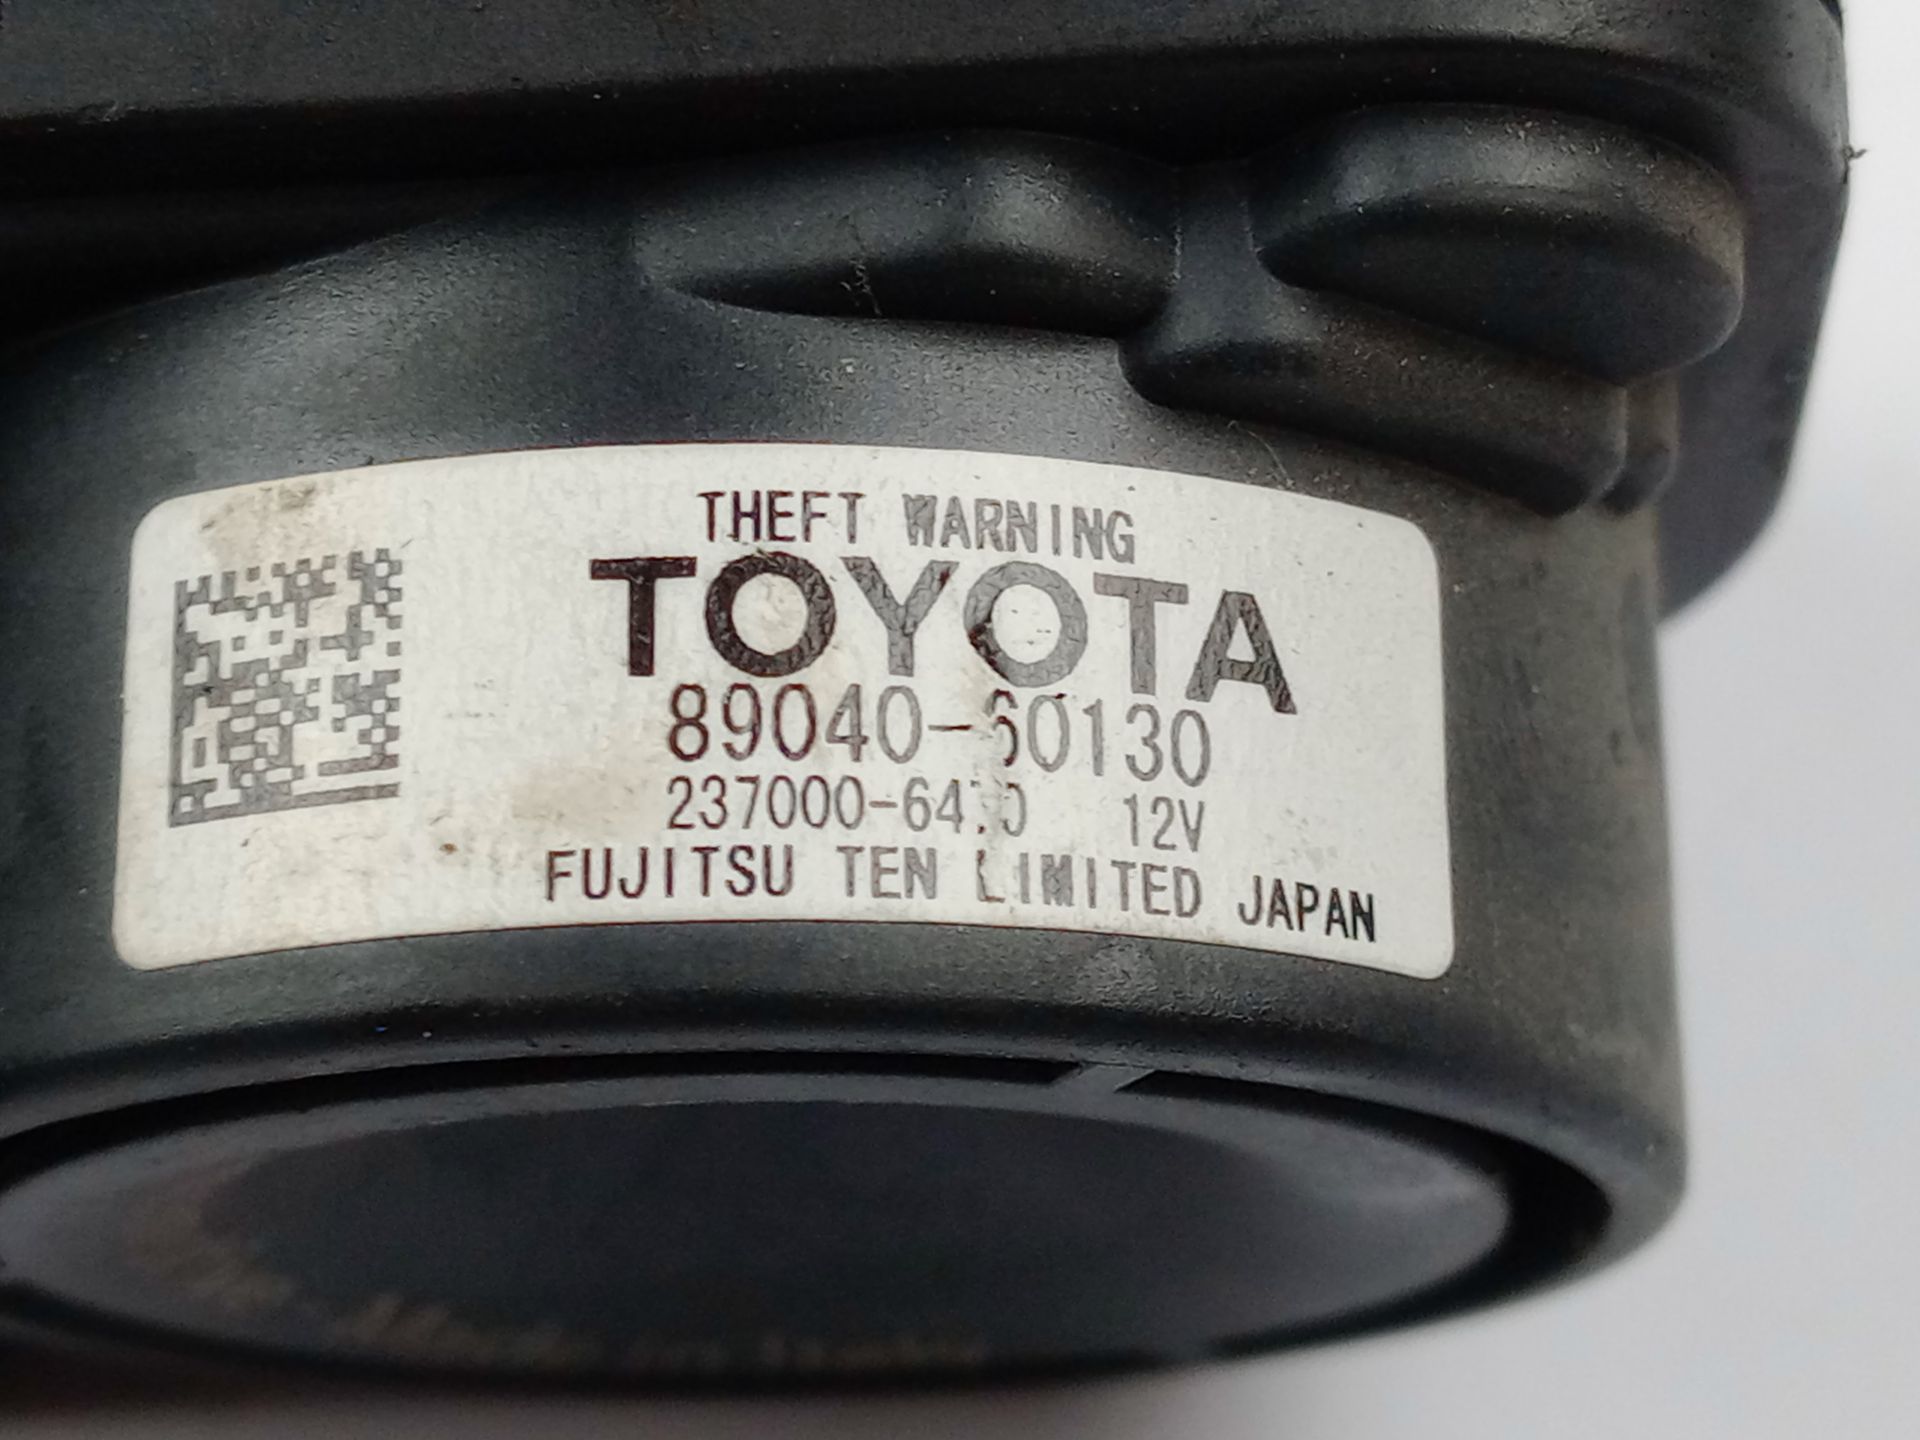 THEFT WARNING
TOYOTA
89040-60130
12V
FUJITSU TEN LIMITED JAPAN